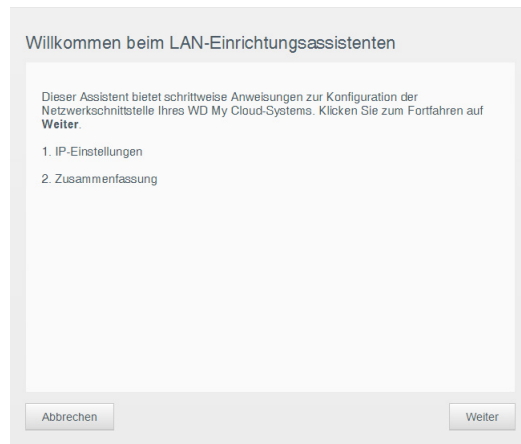 Willkommen beim LAN-Einrichtungsassistenten
Dieser Assistent bietet schrittweise Anweisungen zur Konfiguration der
Netzwerkschnittstelle Ihres WD My Cloud-Systems. Klicken Sie zum Fortfahren auf
Weiter.
1. IP-Einstellungen
2. Zusammenfassung
Abbrechen
Weiter